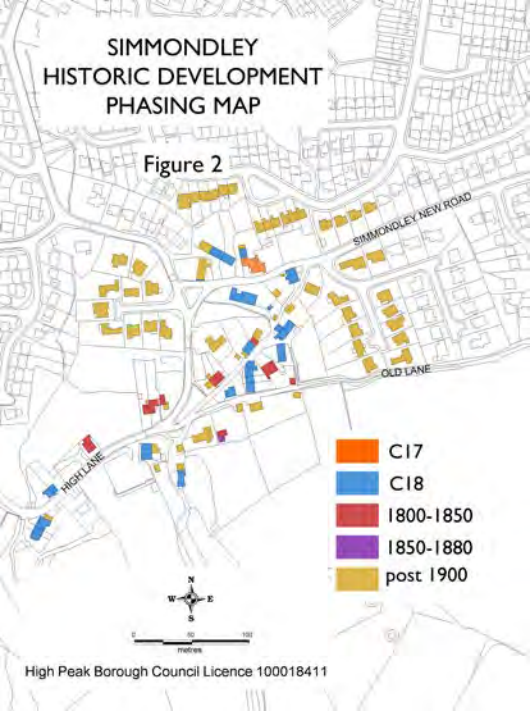 SIMMONDLEY
HISTORIC DEVELOPMENT
PHASING MAP
Figure 2
SIMMONDLEY NEW ROAD
OLD LANE
HIGH LANE
C17
C18
1800-1850
1850-1880
post 1900
N
W E
S
0 50 100
metres
High Peak Borough Council Licence 100018411